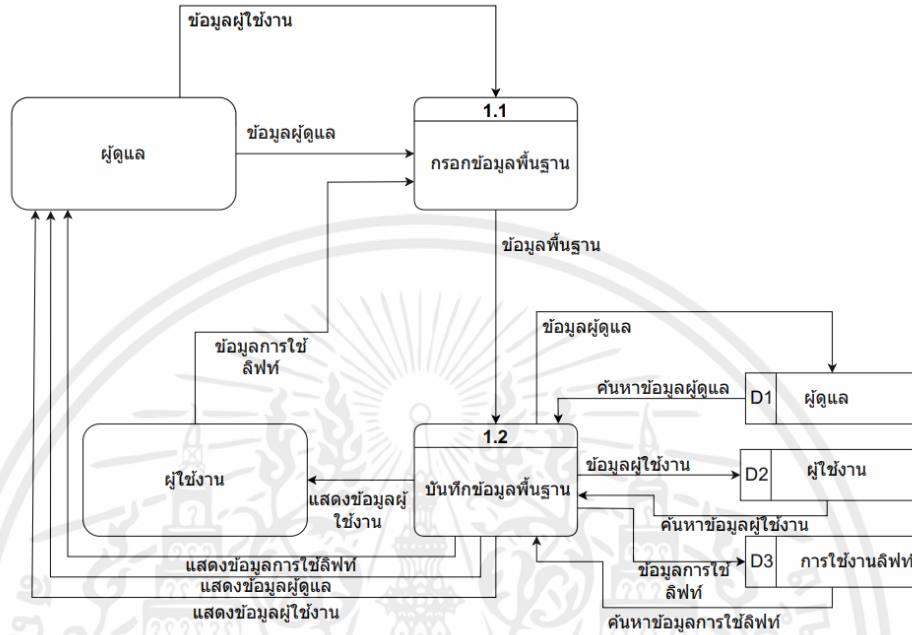 ข้อมูลผู้ใช้งาน
1.1
ผู้ดูแล
ข้อมูลผู้ดูแล
กรอกข้อมูลพื้นฐาน
ข้อมูลพื้นฐาน
ข้อมูลผู้ดูแล
ข้อมูลการใช้
ลิฟท์
ค้นหาข้อมูลผู้ดูแล
D1
ผู้ดูแล
1.2
ผู้ใช้งาน
บันทึกข้อมูลพื้นฐาน
ข้อมูลผู้ใช้งาน
D2
ผู้ใช้งาน
แสดงข้อมูลผู้
ใช้งาน
ค้นหาข้อมูลผู้ใช้งาน
D3
การใช้งานลิฟท์
แสดงข้อมูลการใช้ลิฟท์
ข้อมูลการใช้
ลิฟท์
แสดงข้อมูลผู้ดูแล
แสดงข้อมูลผู้ใช้งาน
ค้นหาข้อมูลการใช้ลิฟท์